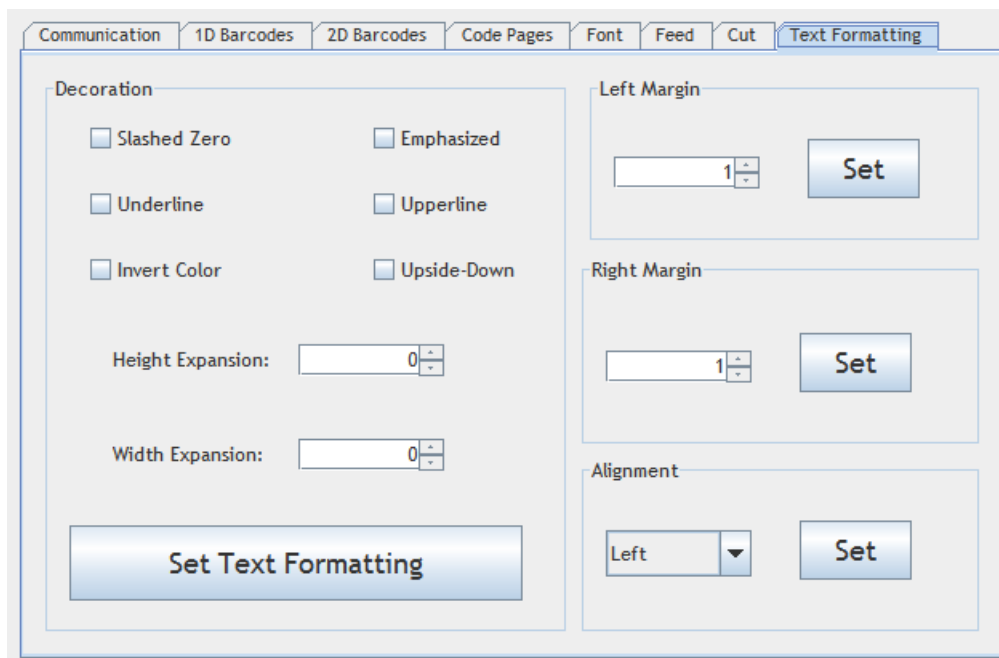 Communication 1D Barcodes 2D Barcodes Code Pages Font Feed Cut Text Formatting
Decoration
Slashed Zero Emphasized
Underline Upperline
Invert Color Upside-Down
Height Expansion: 0
Width Expansion: 0
Set Text Formatting
Left Margin
1 Set
Right Margin
1 Set
Alignment
Left Set